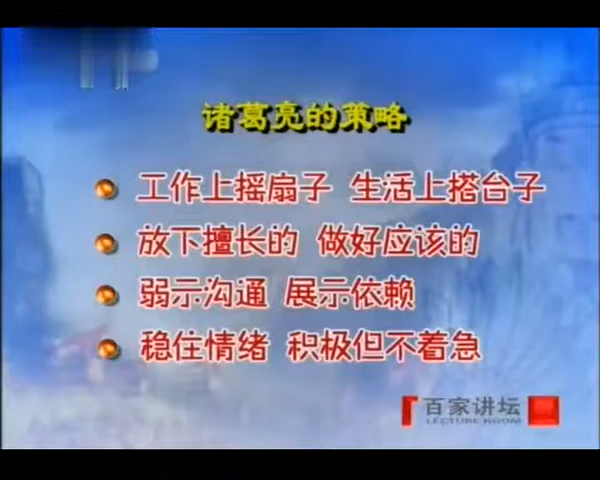 诸葛亮的策略
工作上摇扇子 生活上搭台子
放下擅长的 做好应该的
弱示沟通 展示依赖
稳住情绪 积极但不着急
百家讲坛
LECTURE ROOM